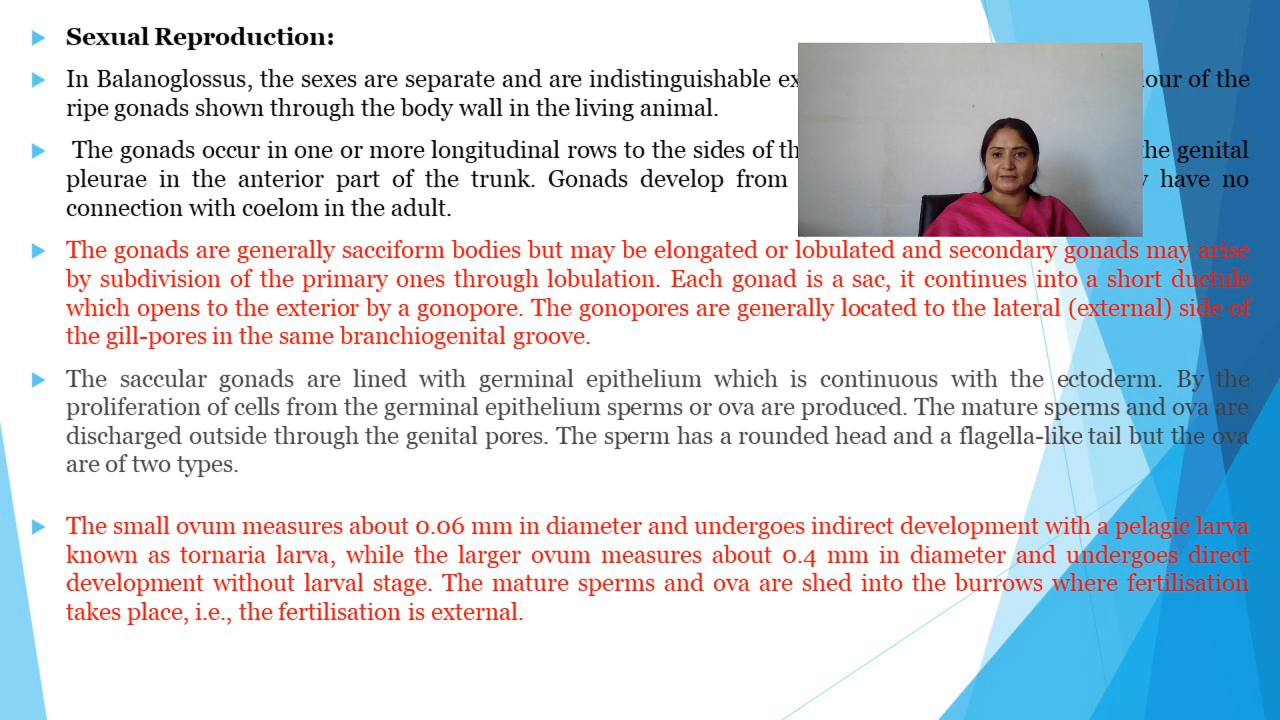 Sexual Reproduction:
In Balanoglossus, the sexes are separate and are indistinguishable of the
ripe gonads shown through the body wall in the living animal.
The gonads occur in one or more longitudinal rows to the sides of the genital
pleurae in the anterior part of the trunk. Gonads develop from have no
connection with coelom in the adult.
The gonads are generally sacciform bodies but may be elongated or lobulated and secondary gonads may arise
by subdivision of the primary ones through lobulation. Each gonad is a sac, it continues into a short ductule
which opens to the exterior by a gonopore. The gonopores are generally located to the lateral (external) side of
the gill-pores in the same branchiogenital groove.
The saccular gonads are lined with germinal epithelium which is continuous with the ectoderm. By the
proliferation of cells from the germinal epithelium sperms or ova are produced. The mature sperms and ova are
discharged outside through the genital pores. The sperm has a rounded head and a flagella-like tail but the ova
are of two types.
The small ovum measures about 0.06 mm in diameter and undergoes indirect development with a pelagic larva
known as tornaria larva, while the larger ovum measures about 0.4 mm in diameter and undergoes direct
development without larval stage. The mature sperms and ova are shed into the burrows where fertilisation
takes place, i.e., the fertilisation is external.